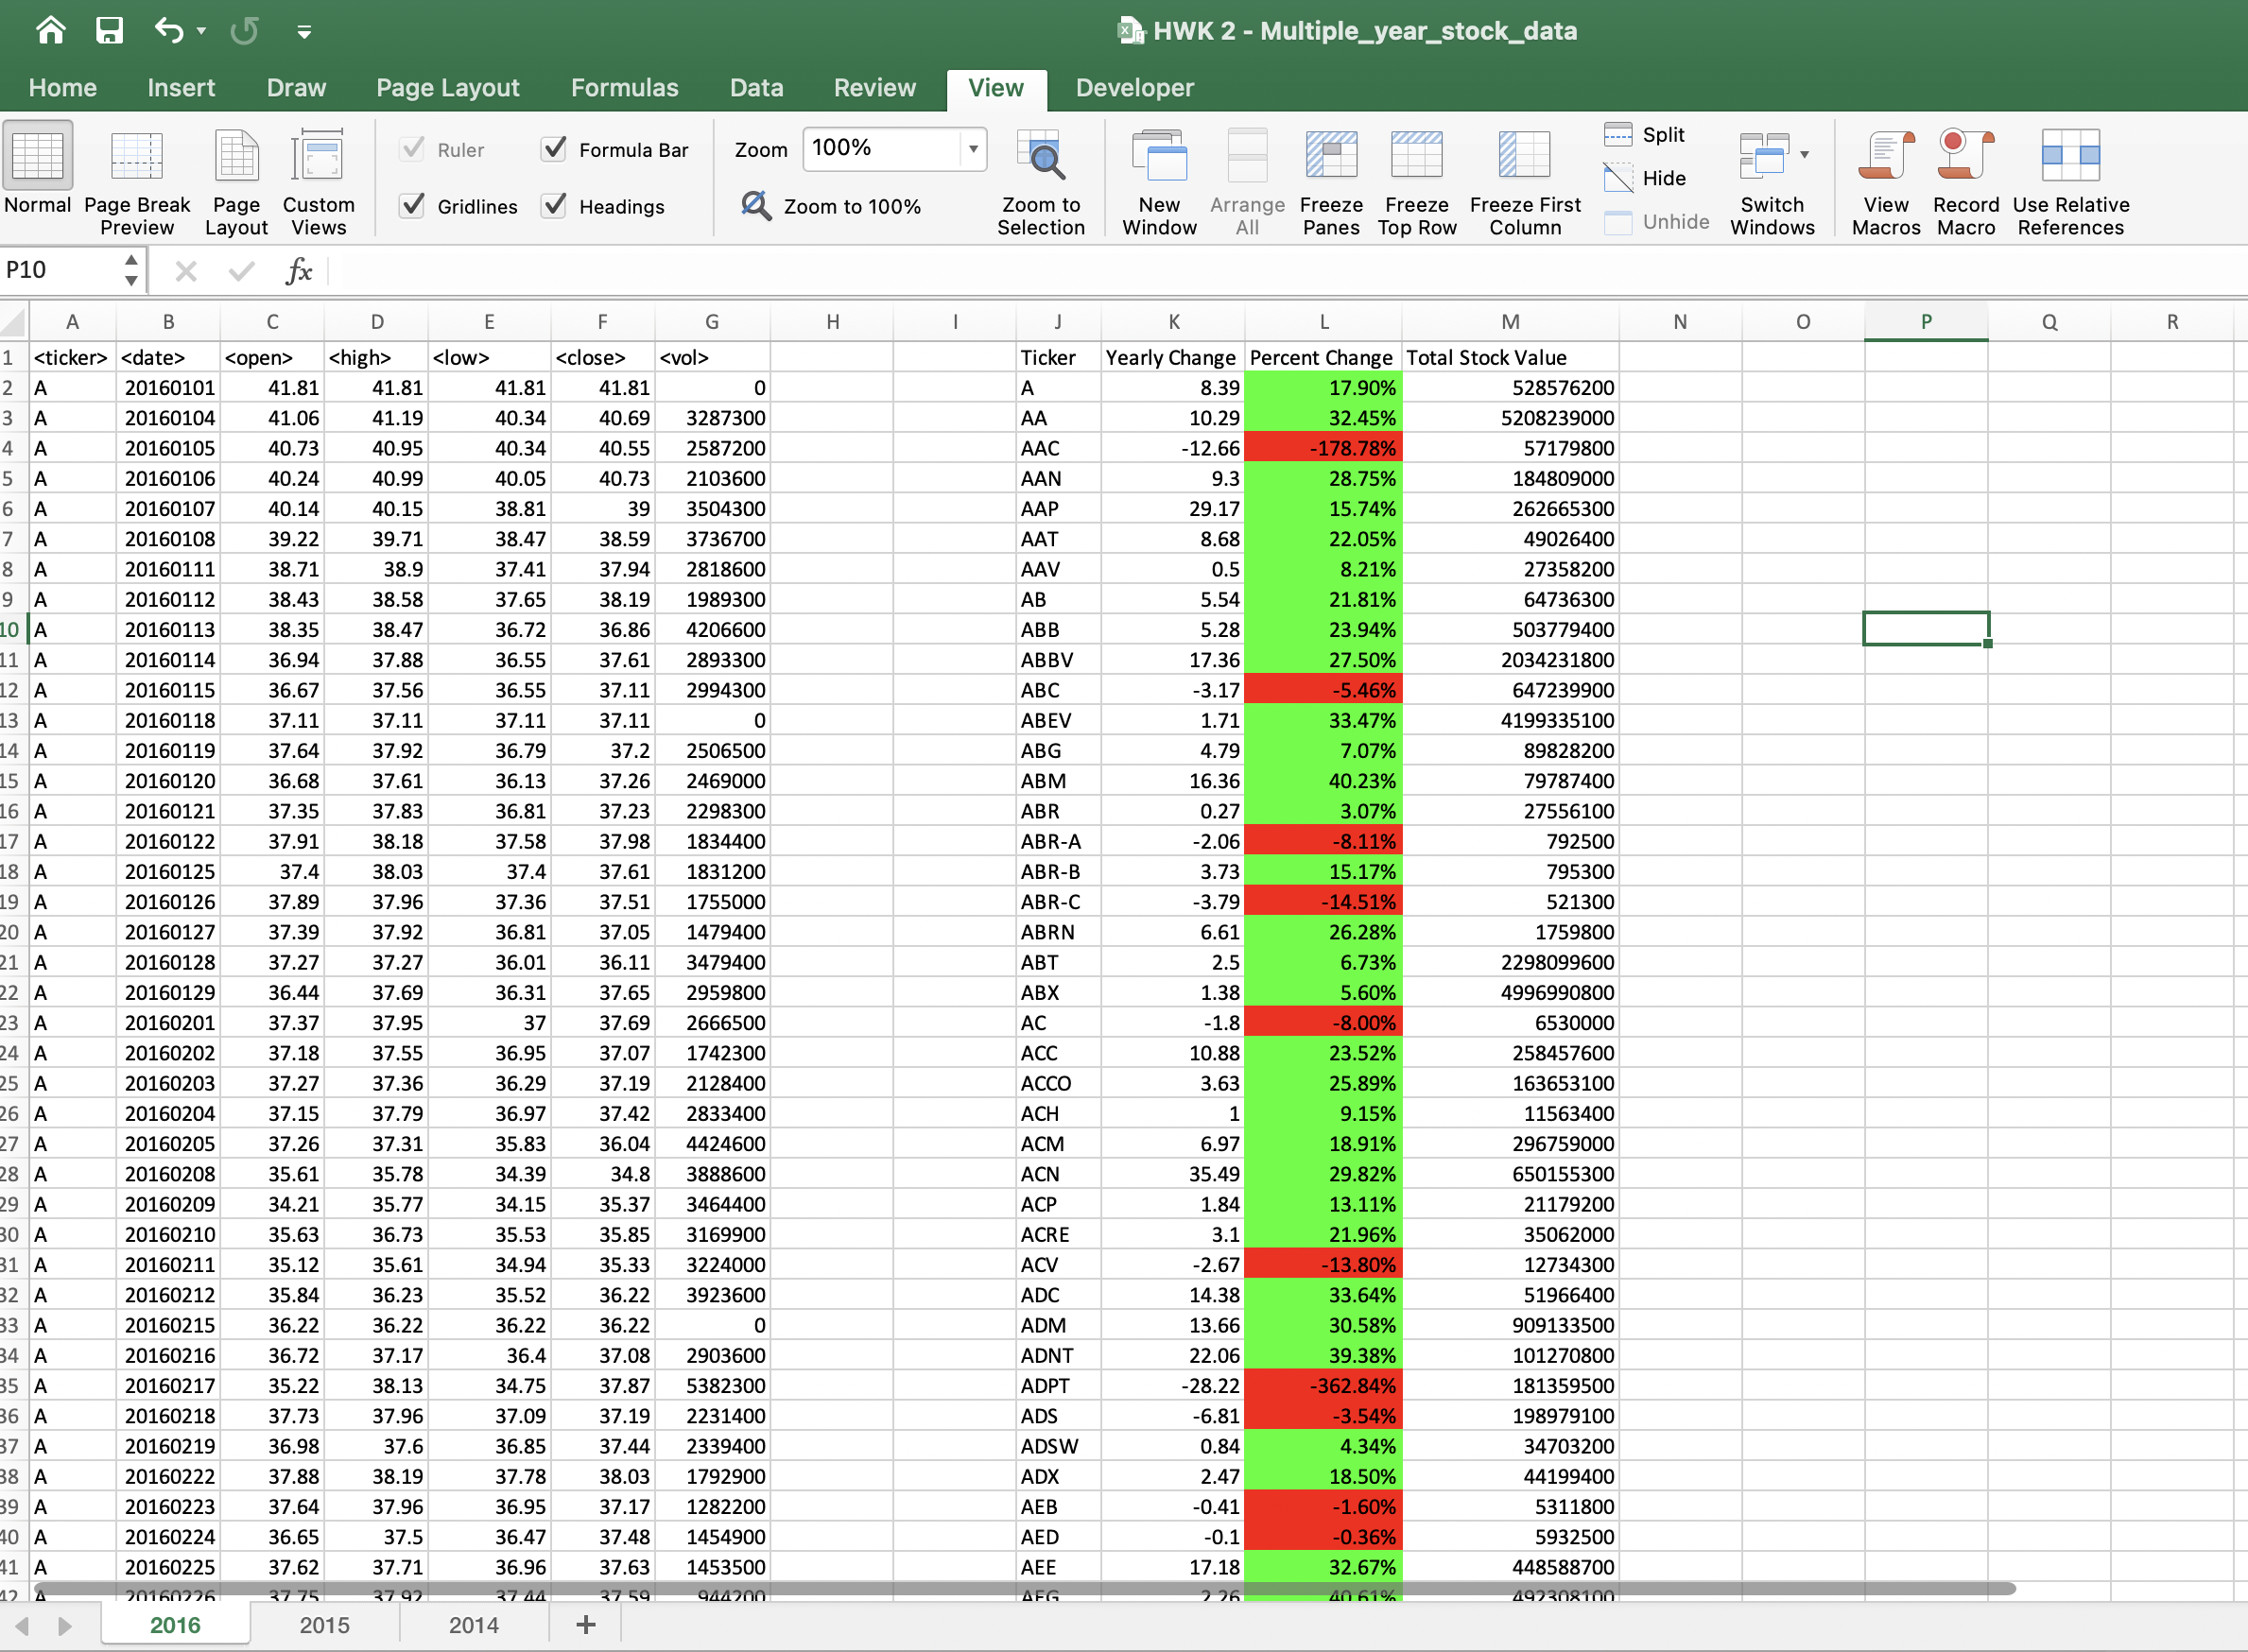 HWK 2 - Multiple_year_stock_data
Home Insert Draw Page Layout Formulas Data Review View Developer
Normal Page Break Preview Page Layout Custom Views Ruler Formula Bar Gridlines Headings Zoom 100% Zoom to 100% Zoom to Selection New Window Arrange All Freeze Panes Freeze Top Row Freeze First Column Split Hide Unhide Switch Windows View Macros Record Macro Use Relative References
P10 fx
A B C D E F G H I J K L M N O P Q R
1 <ticker> <date> <open> <high> <low> <close> <vol> Ticker Yearly Change Percent Change Total Stock Value
2 A 20160101 41.81 41.81 41.81 41.81 0 A 8.39 17.90% 528576200
3 A 20160104 41.06 41.19 40.34 40.69 3287300 AA 10.29 32.45% 5208239000
4 A 20160105 40.73 40.95 40.34 40.55 2587200 AAC -12.66 -178.78% 57179800
5 A 20160106 40.24 40.99 40.05 40.73 2103600 AAN 9.3 28.75% 184809000
6 A 20160107 40.14 40.15 38.81 39 3504300 AAP 29.17 15.74% 262665300
7 A 20160108 39.22 39.71 38.47 38.59 3736700 AAT 8.68 22.05% 49026400
8 A 20160111 38.71 38.9 37.41 37.94 2818600 AAV 0.5 8.21% 27358200
9 A 20160112 38.43 38.58 37.65 38.19 1989300 AB 5.54 21.81% 64736300
10 A 20160113 38.35 38.47 36.72 36.86 4206600 ABB 5.28 23.94% 503779400
11 A 20160114 36.94 37.88 36.55 37.61 2893300 ABBV 17.36 27.50% 2034231800
12 A 20160115 36.67 37.56 36.55 37.11 2994300 ABC -3.17 -5.46% 647239900
13 A 20160118 37.11 37.11 37.11 37.11 0 ABEV 1.71 33.47% 4199335100
14 A 20160119 37.64 37.92 36.79 37.2 2506500 ABG 4.79 7.07% 89828200
15 A 20160120 36.68 37.61 36.13 37.26 2469000 ABM 16.36 40.23% 79787400
16 A 20160121 37.35 37.83 36.81 37.23 2298300 ABR 0.27 3.07% 27556100
17 A 20160122 37.91 38.18 37.58 37.98 1834400 ABR-A -2.06 -8.11% 792500
18 A 20160125 37.4 38.03 37.4 37.61 1831200 ABR-B 3.73 15.17% 795300
19 A 20160126 37.89 37.96 37.36 37.51 1755000 ABR-C -3.79 -14.51% 521300
20 A 20160127 37.39 37.92 36.81 37.05 1479400 ABRN 6.61 26.28% 1759800
21 A 20160128 37.27 37.27 36.01 36.11 3479400 ABT 2.5 6.73% 2298099600
22 A 20160129 36.44 37.69 36.31 37.65 2959800 ABX 1.38 5.60% 4996990800
23 A 20160201 37.37 37.95 37 37.69 2666500 AC -1.8 -8.00% 6530000
24 A 20160202 37.18 37.55 36.95 37.07 1742300 ACC 10.88 23.52% 258457600
25 A 20160203 37.27 37.36 36.29 37.19 2128400 ACCO 3.63 25.89% 163653100
26 A 20160204 37.15 37.79 36.97 37.42 2833400 ACH 1 9.15% 11563400
27 A 20160205 37.26 37.31 35.83 36.04 4424600 ACM 6.97 18.91% 296759000
28 A 20160208 35.61 35.78 34.39 34.8 3888600 ACN 35.49 29.82% 650155300
29 A 20160209 34.21 35.77 34.15 35.37 3464400 ACP 1.84 13.11% 21179200
30 A 20160210 35.63 36.73 35.53 35.85 3169900 ACRE 3.1 21.96% 35062000
31 A 20160211 35.12 35.61 34.94 35.33 3224000 ACV -2.67 -13.80% 12734300
32 A 20160212 35.84 36.23 35.52 36.22 3923600 ADC 14.38 33.64% 51966400
33 A 20160215 36.22 36.22 36.22 36.22 0 ADM 13.66 30.58% 909133500
34 A 20160216 36.72 37.17 36.4 37.08 2903600 ADNT 22.06 39.38% 101270800
35 A 20160217 35.22 38.13 34.75 37.87 5382300 ADPT -28.22 -362.84% 181359500
36 A 20160218 37.73 37.96 37.09 37.19 2231400 ADS -6.81 -3.54% 198979100
37 A 20160219 36.98 37.6 36.85 37.44 2339400 ADSW 0.84 4.34% 34703200
38 A 20160222 37.88 38.19 37.78 38.03 1792900 ADX 2.47 18.50% 44199400
39 A 20160223 37.64 37.96 36.95 37.17 1282200 AEB -0.41 -1.60% 5311800
40 A 20160224 36.65 37.5 36.47 37.48 1454900 AED -0.1 -0.36% 5932500
41 A 20160225 37.62 37.71 36.96 37.63 1453500 AEE 17.18 32.67% 448588700
42 A 20160226 37.75 37.92 37.44 37.59 944200 AEG 2.26 40.61% 492308100
2016 2015 2014 +